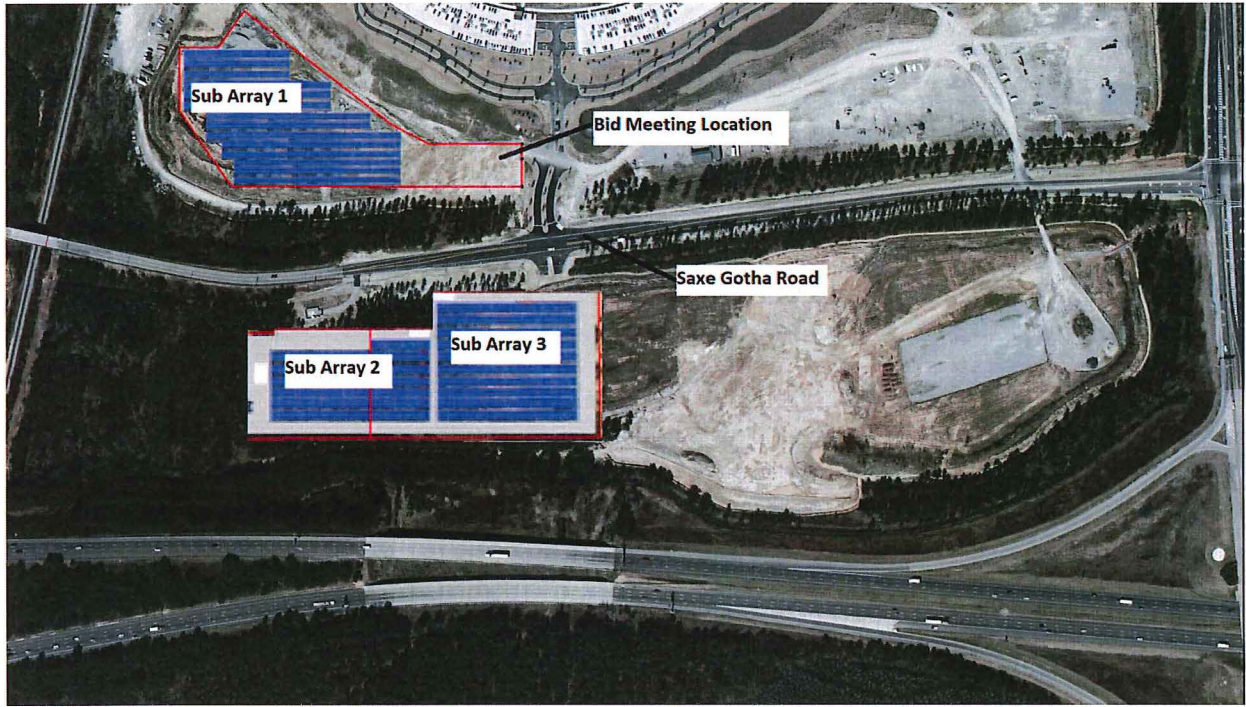 Sub Array 1
Bid Meeting Location
Saxe Gotha Road
Sub Array 3
Sub Array 2